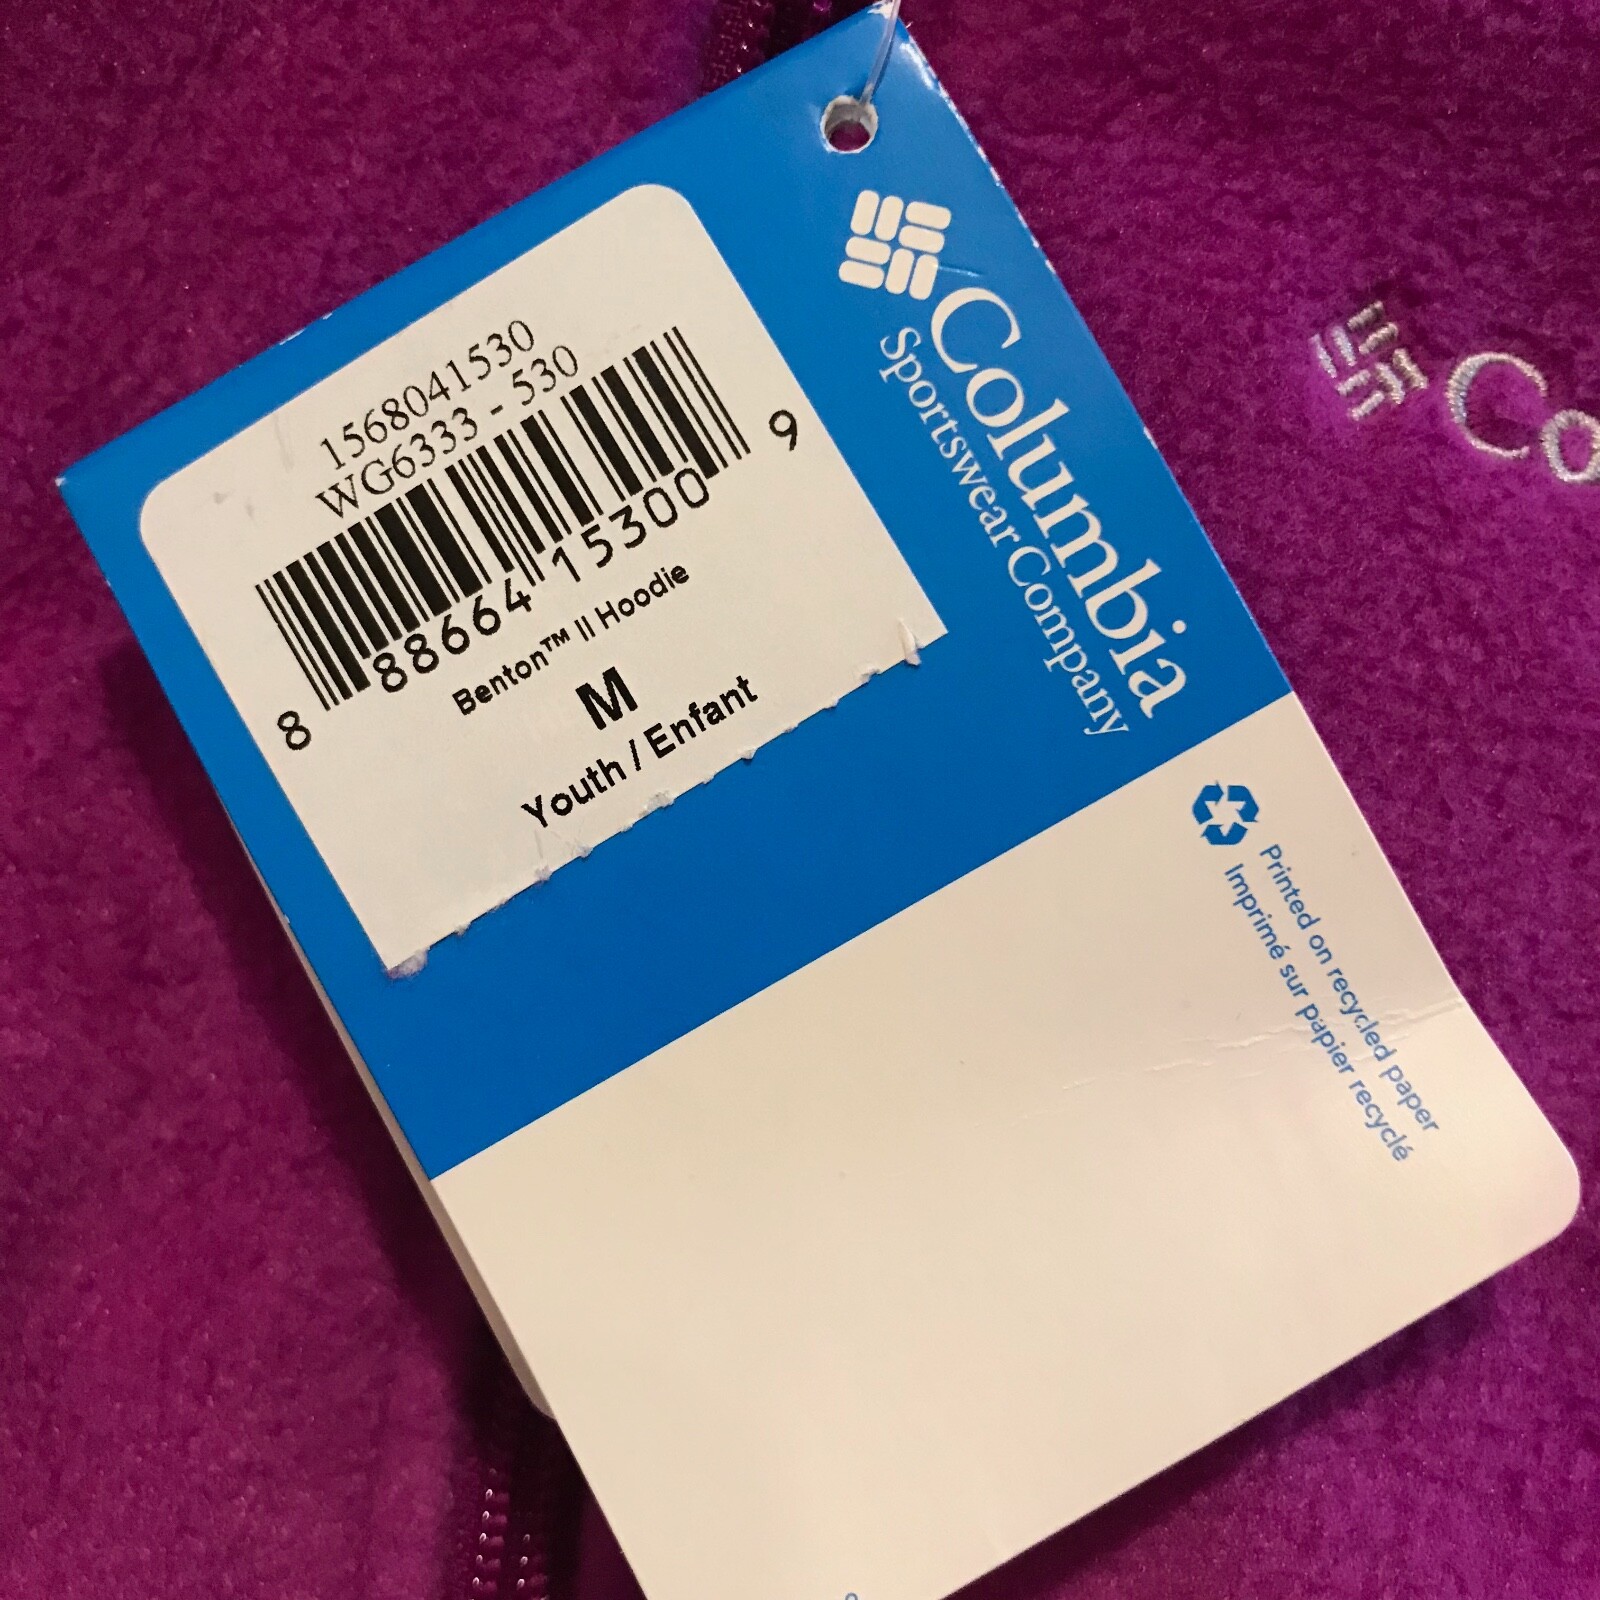 1568041530
WG6333 - 530
8 88664 15300 9
Benton™ II Hoodie
M
Youth / Enfant
Columbia
Sportswear Company
Printed on recycled paper
Imprimé sur papier recyclé
Co